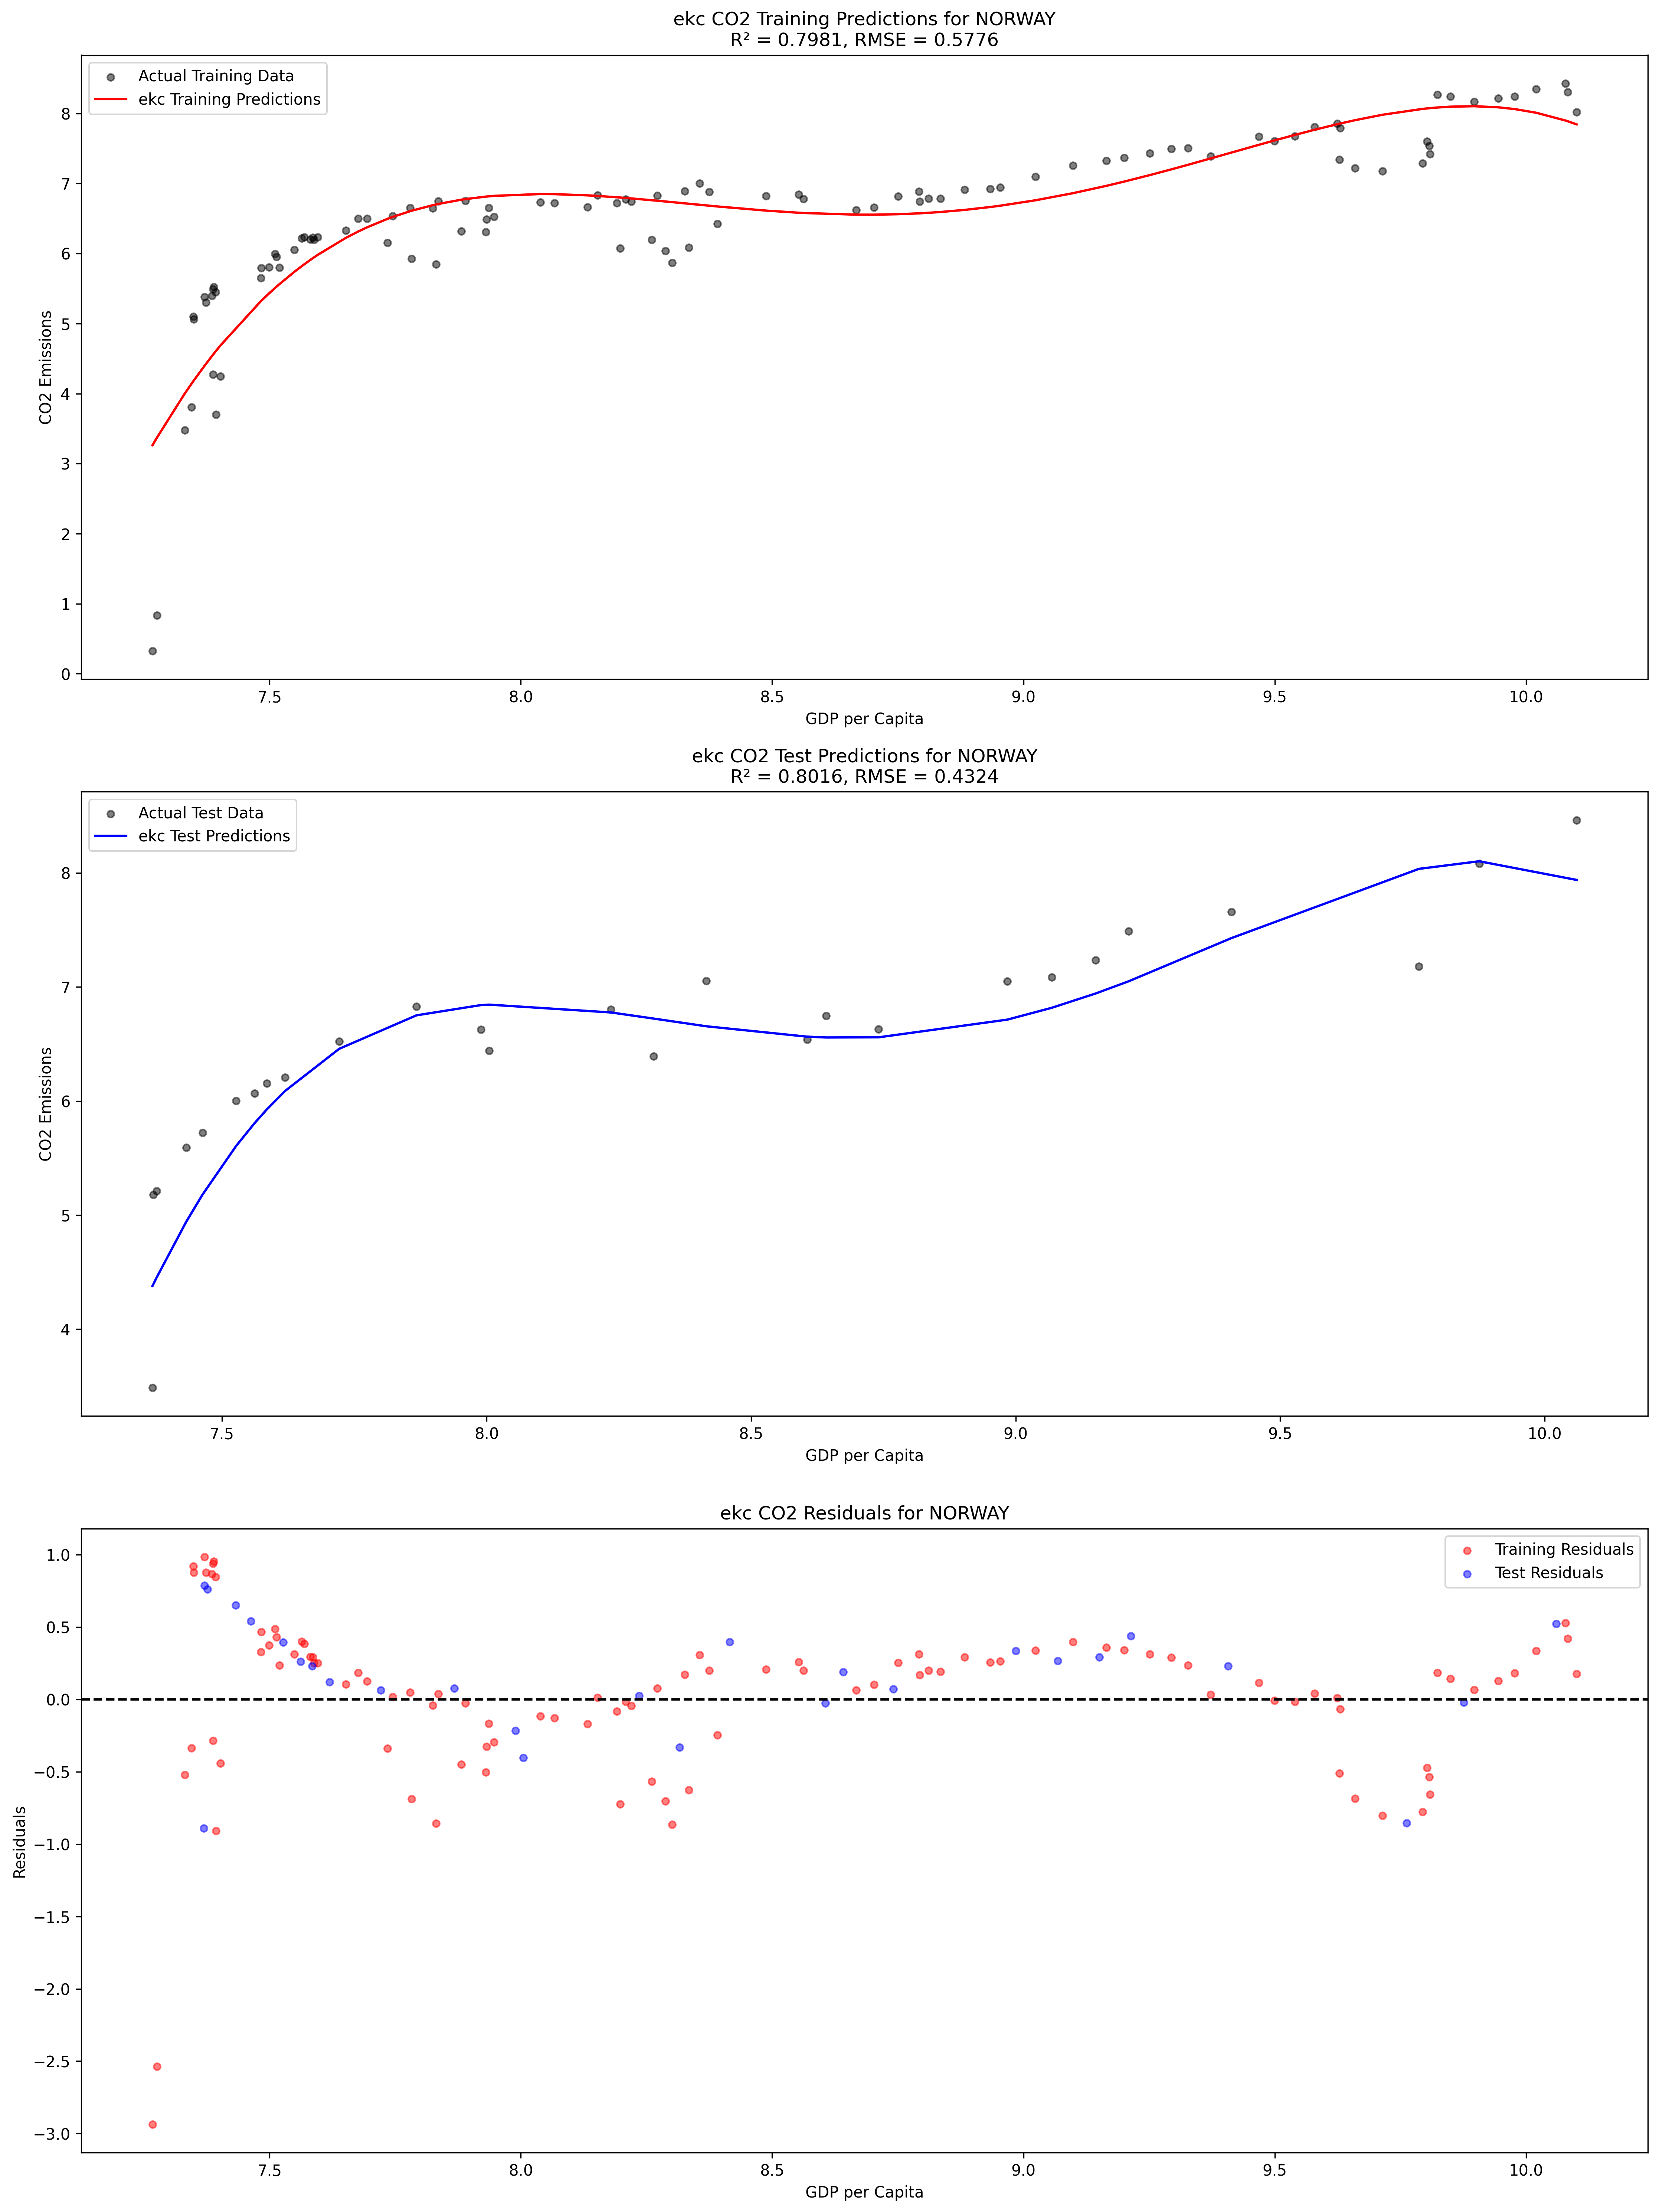 ekc CO2 Training Predictions for NORWAY
R² = 0.7981, RMSE = 0.5776
Actual Training Data
ekc Training Predictions
CO2 Emissions
8
7
6
5
4
3
2
1
0
7.5 8.0 8.5 9.0 9.5 10.0
GDP per Capita
ekc CO2 Test Predictions for NORWAY
R² = 0.8016, RMSE = 0.4324
Actual Test Data
ekc Test Predictions
CO2 Emissions
8
7
6
5
4
7.5 8.0 8.5 9.0 9.5 10.0
GDP per Capita
ekc CO2 Residuals for NORWAY
Training Residuals
Test Residuals
Residuals
1.0
0.5
0.0
−0.5
−1.0
−1.5
−2.0
−2.5
−3.0
7.5 8.0 8.5 9.0 9.5 10.0
GDP per Capita